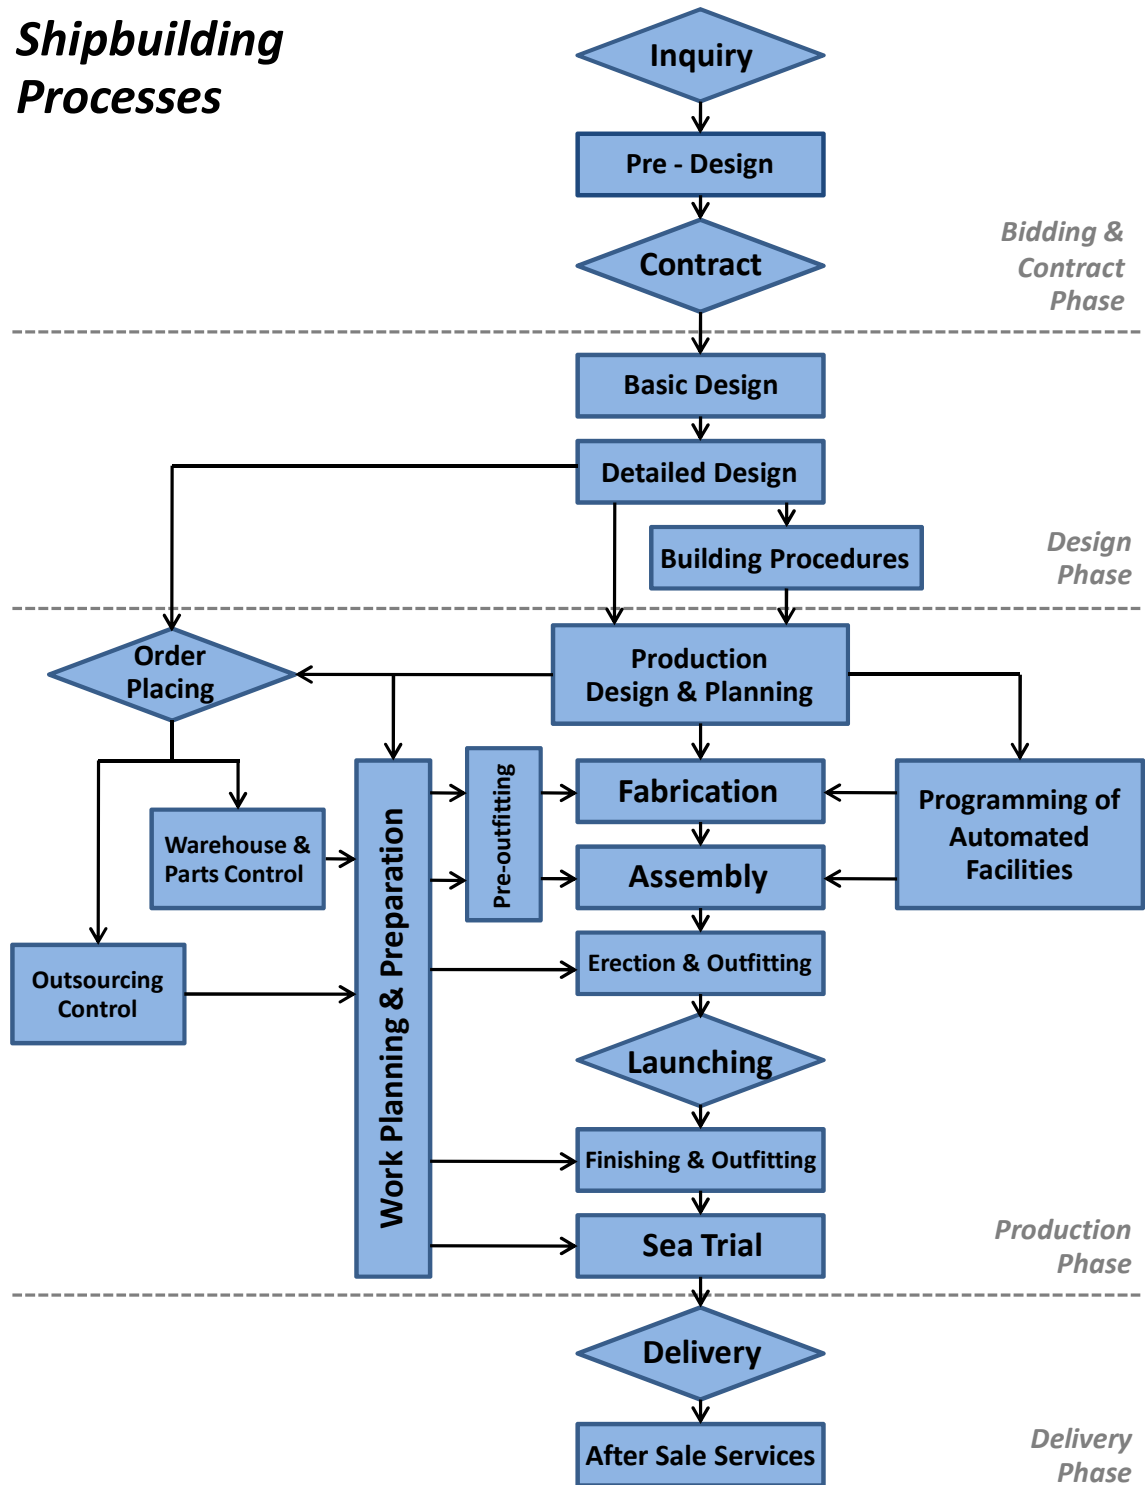 Shipbuilding
Processes
Inquiry
Pre - Design
Contract
Bidding &
Contract
Phase
Basic Design
Detailed Design
Building Procedures
Design
Phase
Order
Placing
Production
Design & Planning
Work Planning & Preparation
Pre-outfitting
Fabrication
Programming of
Automated
Facilities
Warehouse &
Parts Control
Assembly
Outsourcing
Control
Erection & Outfitting
Launching
Finishing & Outfitting
Sea Trial
Production
Phase
Delivery
After Sale Services
Delivery
Phase